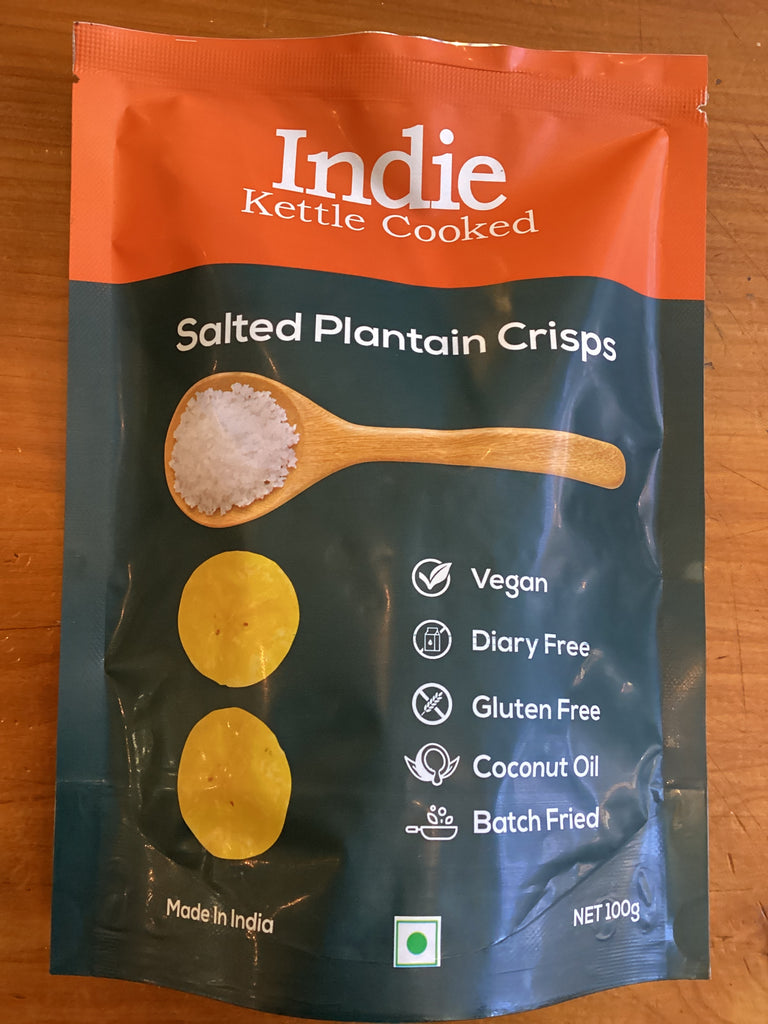 Indie
Kettle Cooked
Salted Plantain Crisps
Vegan
Diary Free
Gluten Free
Coconut Oil
Batch Fried
Made In India
NET 100g